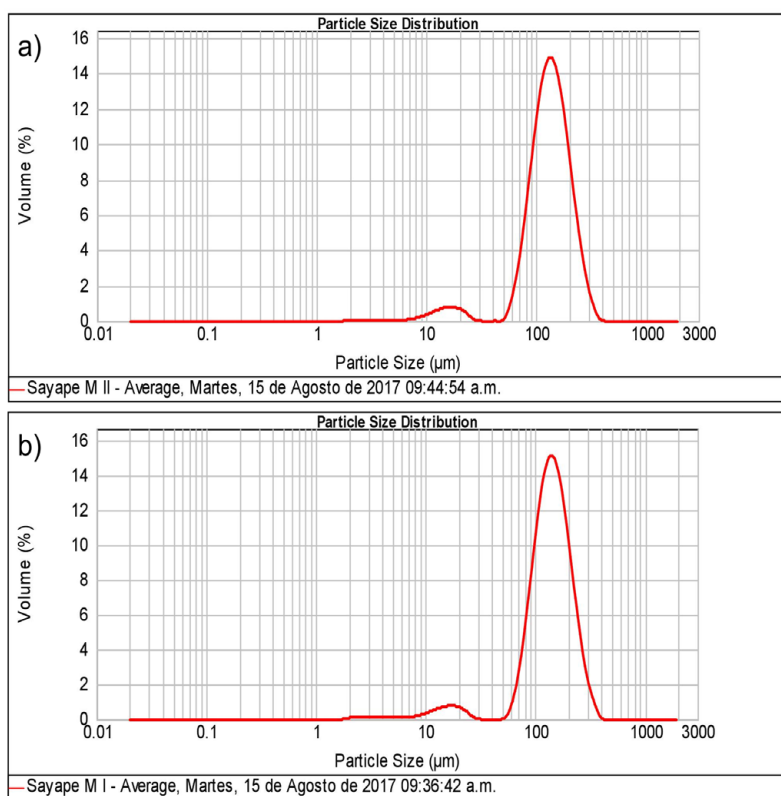 a)
Particle Size Distribution
16
14
12
10
8
6
4
2
0
Volume (%)
0.01 0.1 1 10 100 1000 3000
Particle Size (µm)
Sayape M II - Average, Martes, 15 de Agosto de 2017 09:44:54 a.m.
b)
Particle Size Distribution
16
14
12
10
8
6
4
2
0
Volume (%)
0.01 0.1 1 10 100 1000 3000
Particle Size (µm)
Sayape M I - Average, Martes, 15 de Agosto de 2017 09:36:42 a.m.